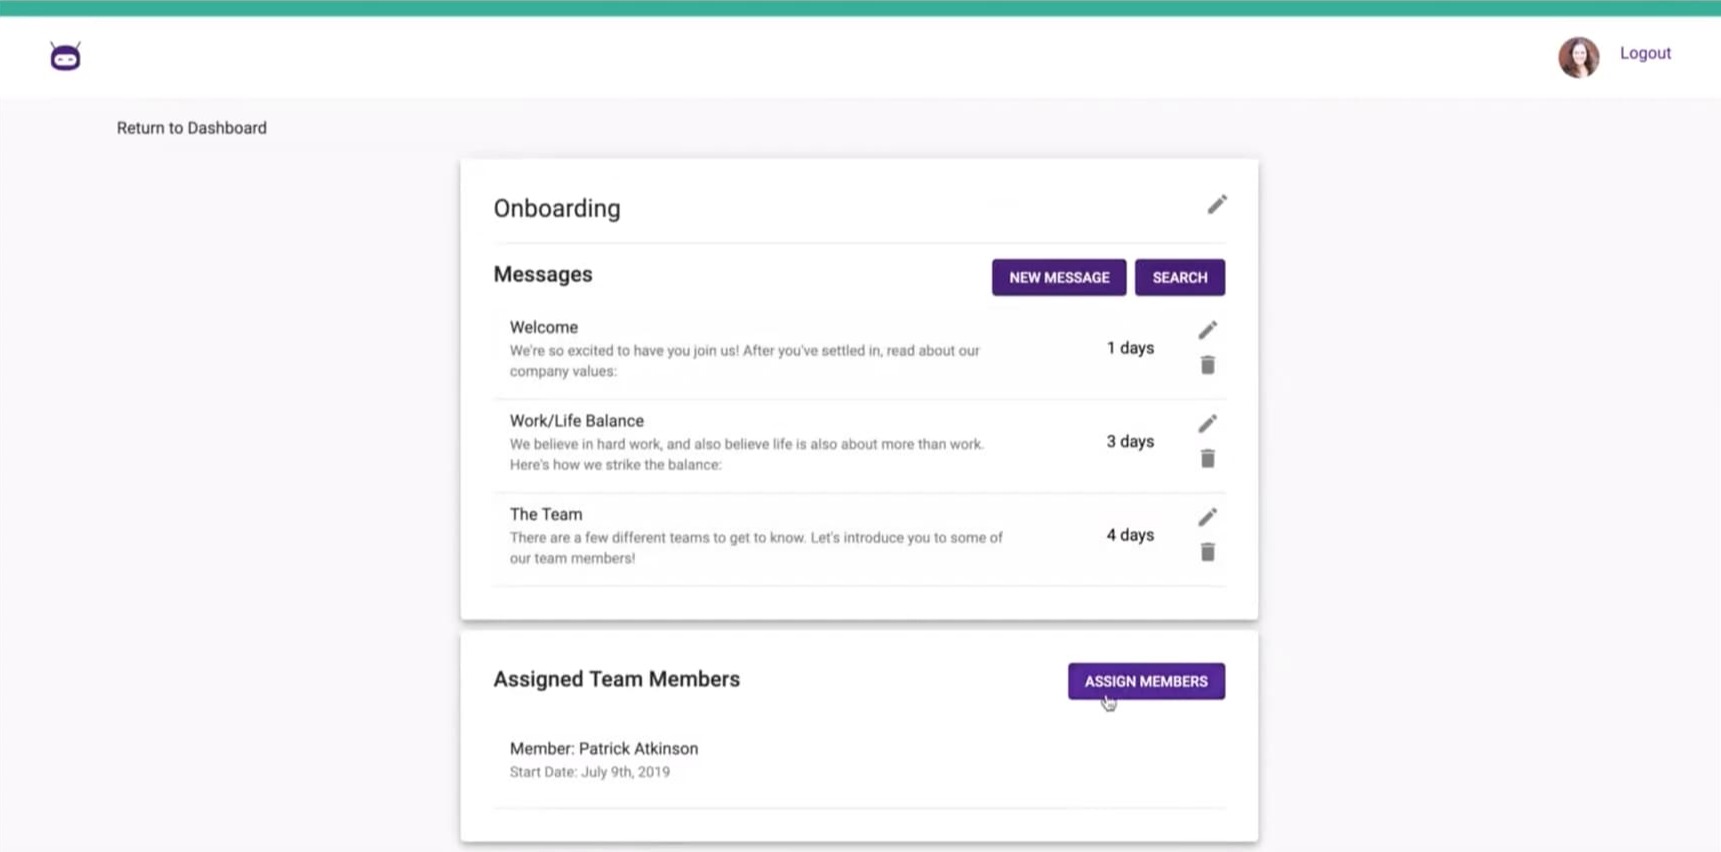 Logout
Return to Dashboard
Onboarding
Messages
NEW MESSAGE
SEARCH
Welcome
We're so excited to have you join us! After you've settled in, read about our
company values:
1 days
Work/Life Balance
We believe in hard work, and also believe life is also about more than work.
Here's how we strike the balance:
3 days
The Team
There are a few different teams to get to know. Let's introduce you to some of
our team members!
4 days
Assigned Team Members
ASSIGN MEMBERS
Member: Patrick Atkinson
Start Date: July 9th, 2019